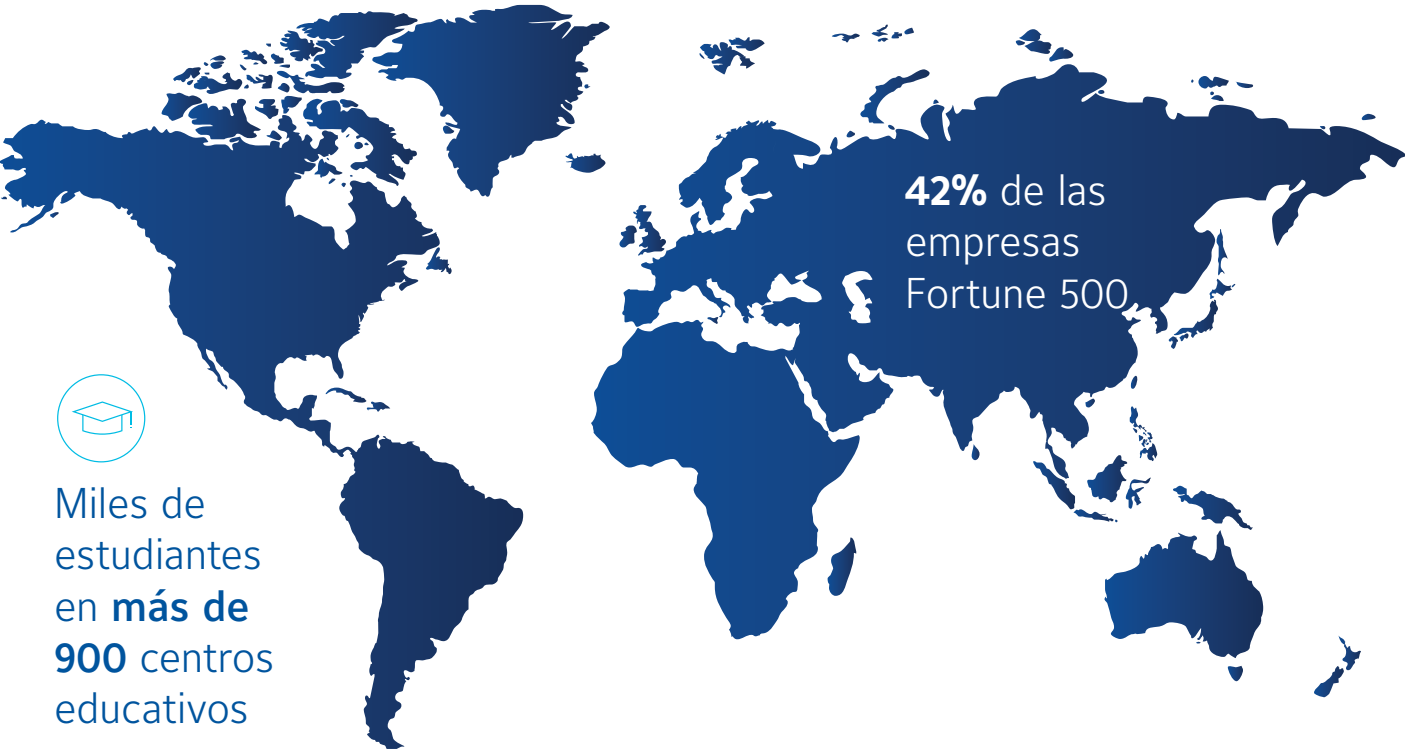 42% de las
empresas
Fortune 500
Miles de
estudiantes
en más de
900 centros
educativos